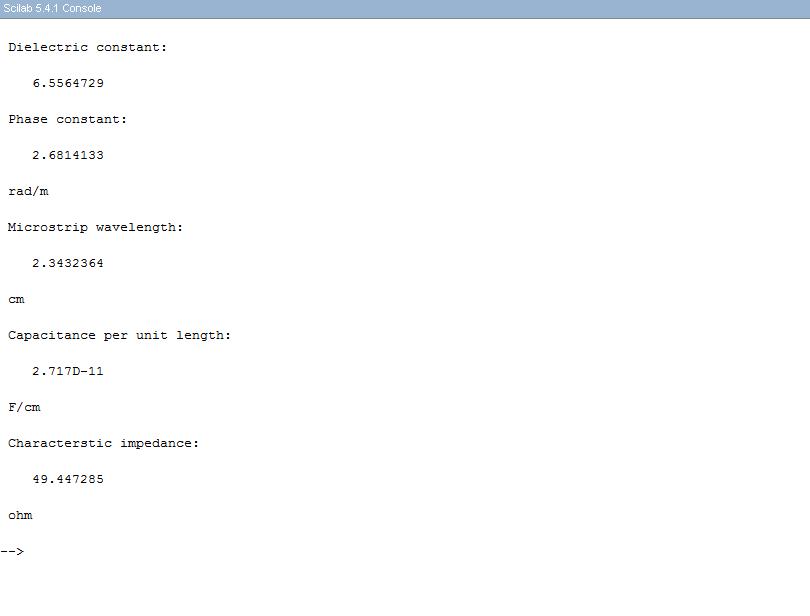 Scilab 5.4.1 Console
Dielectric constant:
6.5564729
Phase constant:
2.6814133
rad/m
Microstrip wavelength:
2.3432364
cm
Capacitance per unit length:
2.717D-11
F/cm
Characterstic impedance:
49.447285
ohm
-->